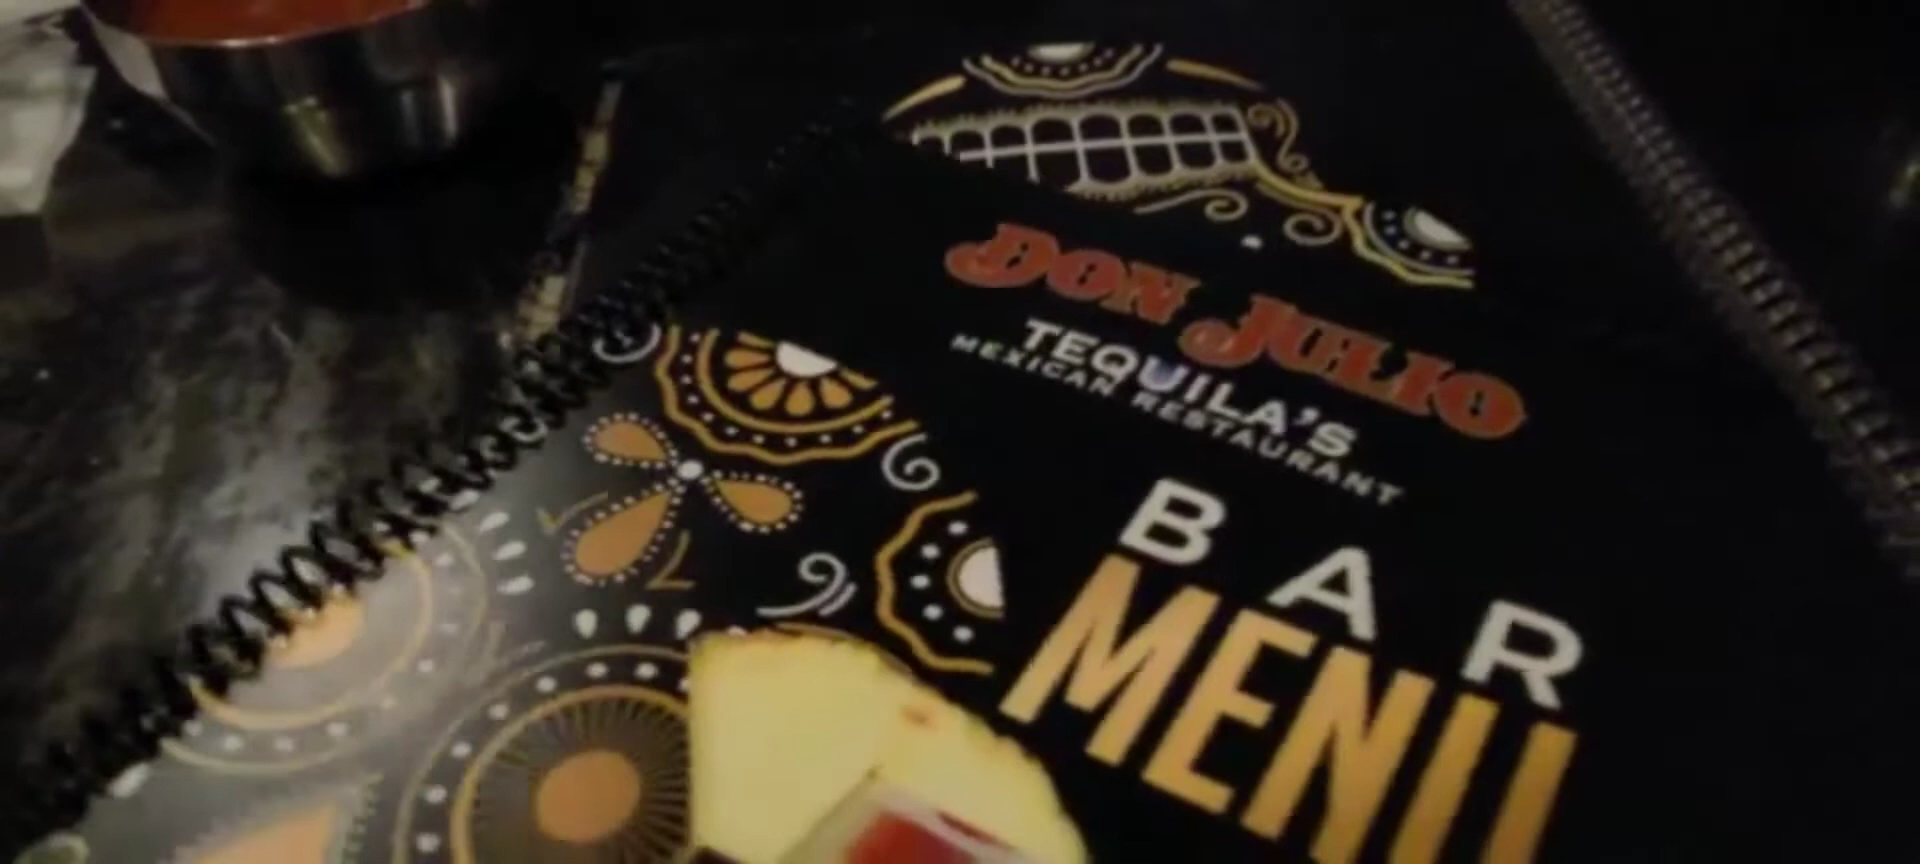 DON JULIO
TEQUILA'S
MEXICAN RESTAURANT
BAR
MENU